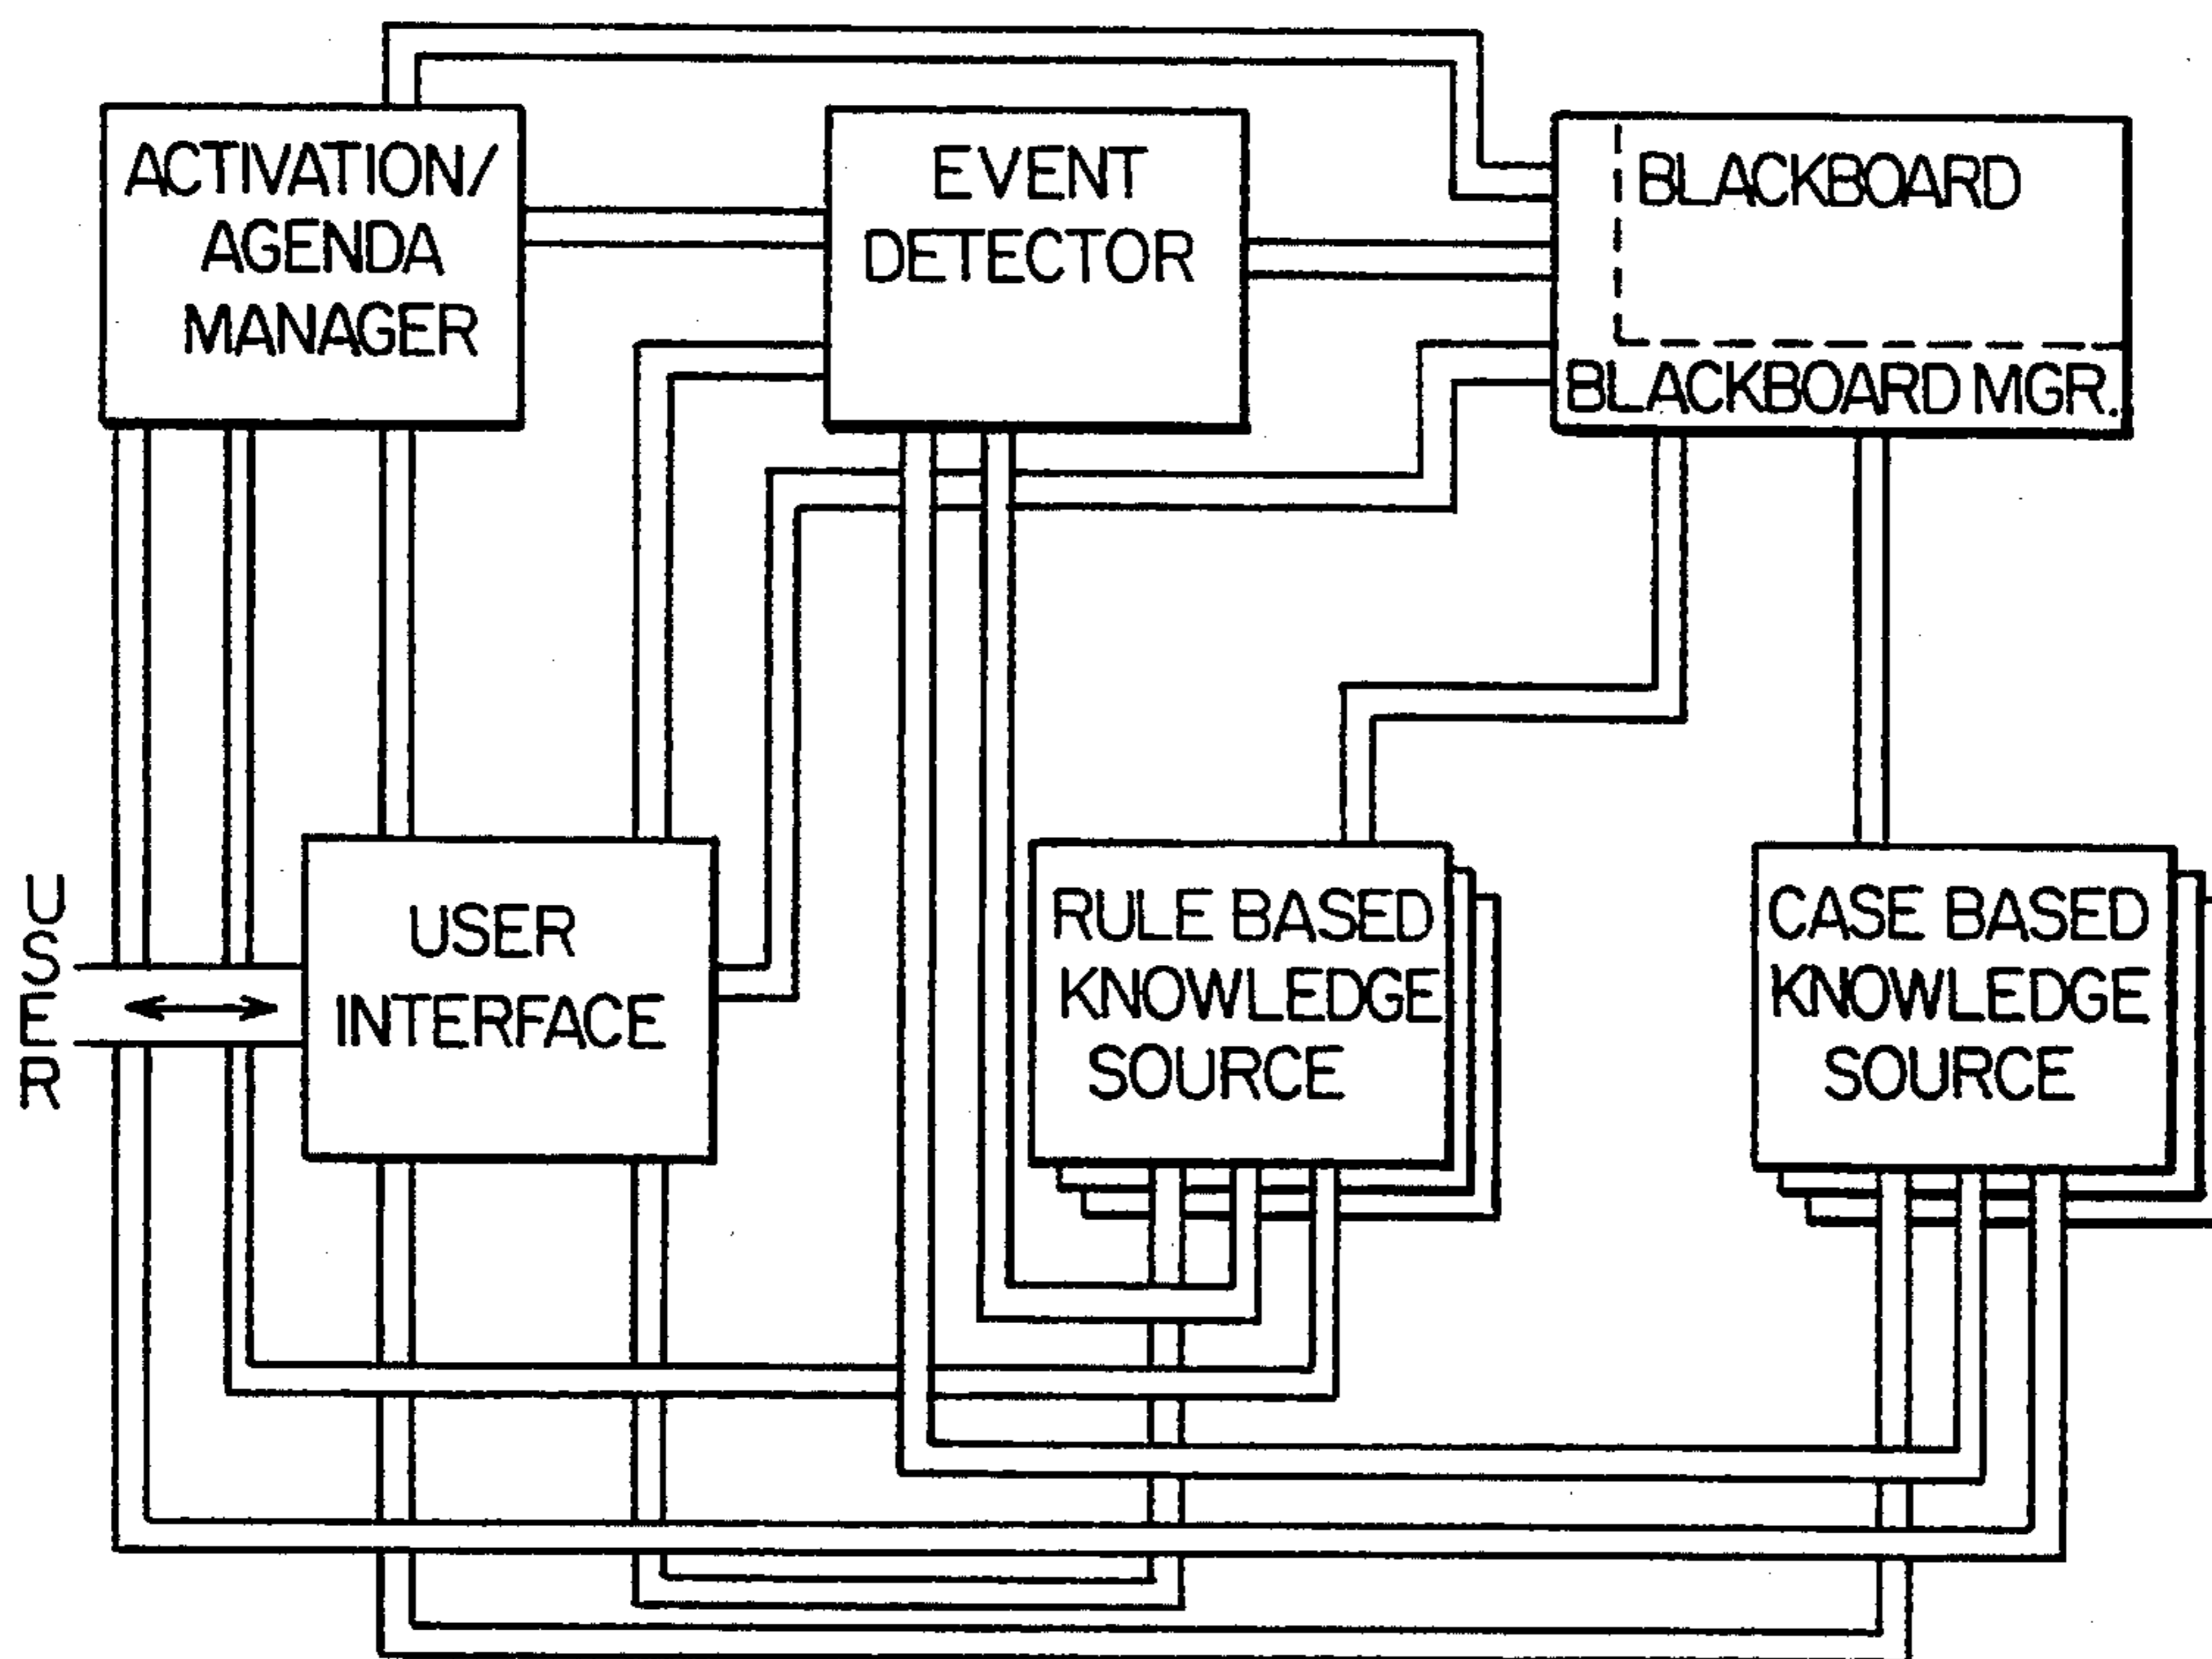 ACTIVATION/
AGENDA
MANAGER
EVENT
DETECTOR
BLACKBOARD
BLACKBOARD MGR.
USER
USER
INTERFACE
RULE BASED
KNOWLEDGE
SOURCE
CASE BASED
KNOWLEDGE
SOURCE